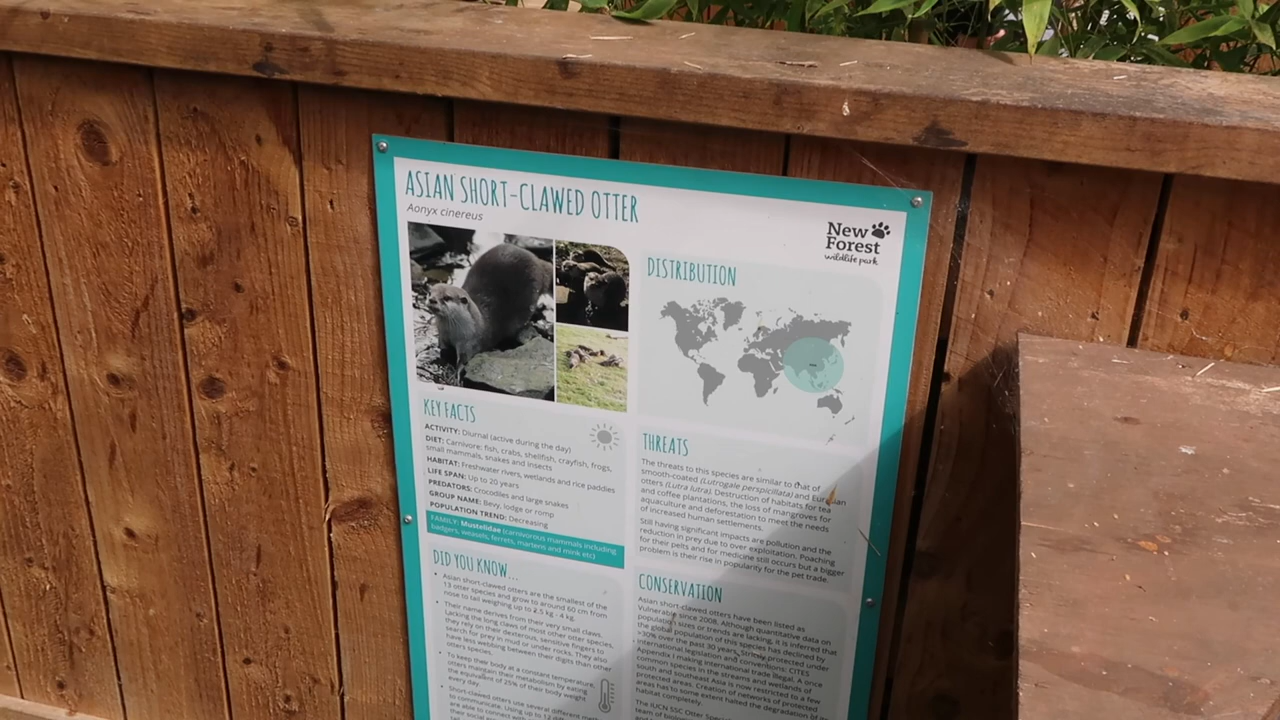 ASIAN SHORT-CLAWED OTTER
Aonyx cinereus
New
Forest
wildlife park
DISTRIBUTION
KEY FACTS
ACTIVITY: Diurnal (active during the day)
DIET: Carnivore: fish, crabs, shellfish, crayfish, frogs,
small mammals, snakes and insects
HABITAT: Freshwater rivers, wetlands and rice paddies
LIFE SPAN: Up to 20 years
PREDATORS: Crocodiles and large snakes
GROUP NAME: Bevy, lodge or romp
POPULATION TREND: Decreasing
FAMILY: Mustelidae (carnivorous mammals including
badgers, weasels, ferrets, martens and mink etc)
DID YOU KNOW...
• Asian short-clawed otters are the smallest of the
13 otter species and grow to around 60 cm from
nose to tail weighing up to 2.5 kg - 4 kg.
• Their name derives from their very small claws.
Lacking the long claws of most other otter species,
they rely on their dexterous, sensitive fingers to
search for prey in mud or under rocks. They also
have less webbing between their digits than other
otters species.
• To keep their body at a constant temperature,
otters maintain their metabolism by eating
the equivalent of 25% of their body weight
every day.
• Short-clawed otters use several different
to communicate. Using up to 12
are able to connect with
their social
THREATS
The threats to this species are similar to that of
smooth-coated (Lutrogale perspicillata) and Eurasian
otters (Lutra lutra). Destruction of habitats for tea
and coffee plantations, the loss of mangroves for
aquaculture and deforestation to meet the needs
of increased human settlements.
Still having significant impacts are pollution and the
reduction in prey due to over exploitation. Poaching
for their pelts and for medicine still occurs but a bigger
problem is their rise in popularity for the pet trade.
CONSERVATION
Asian short-clawed otters have been listed as
Vulnerable since 2008. Although quantitative data on
population sizes or trends are lacking, it is inferred that
the global population of this species has declined by
>30% over the past 30 years. Strictly protected under
international legislation and conventions: CITES
Appendix I making international trade illegal. A once
common species in the streams and wetlands of
south and southeast Asia is now restricted to a few
protected areas. Creation of networks of protected
areas has to some extent halted the degradation of its
habitat completely.
The IUCN SSC Otter
team of